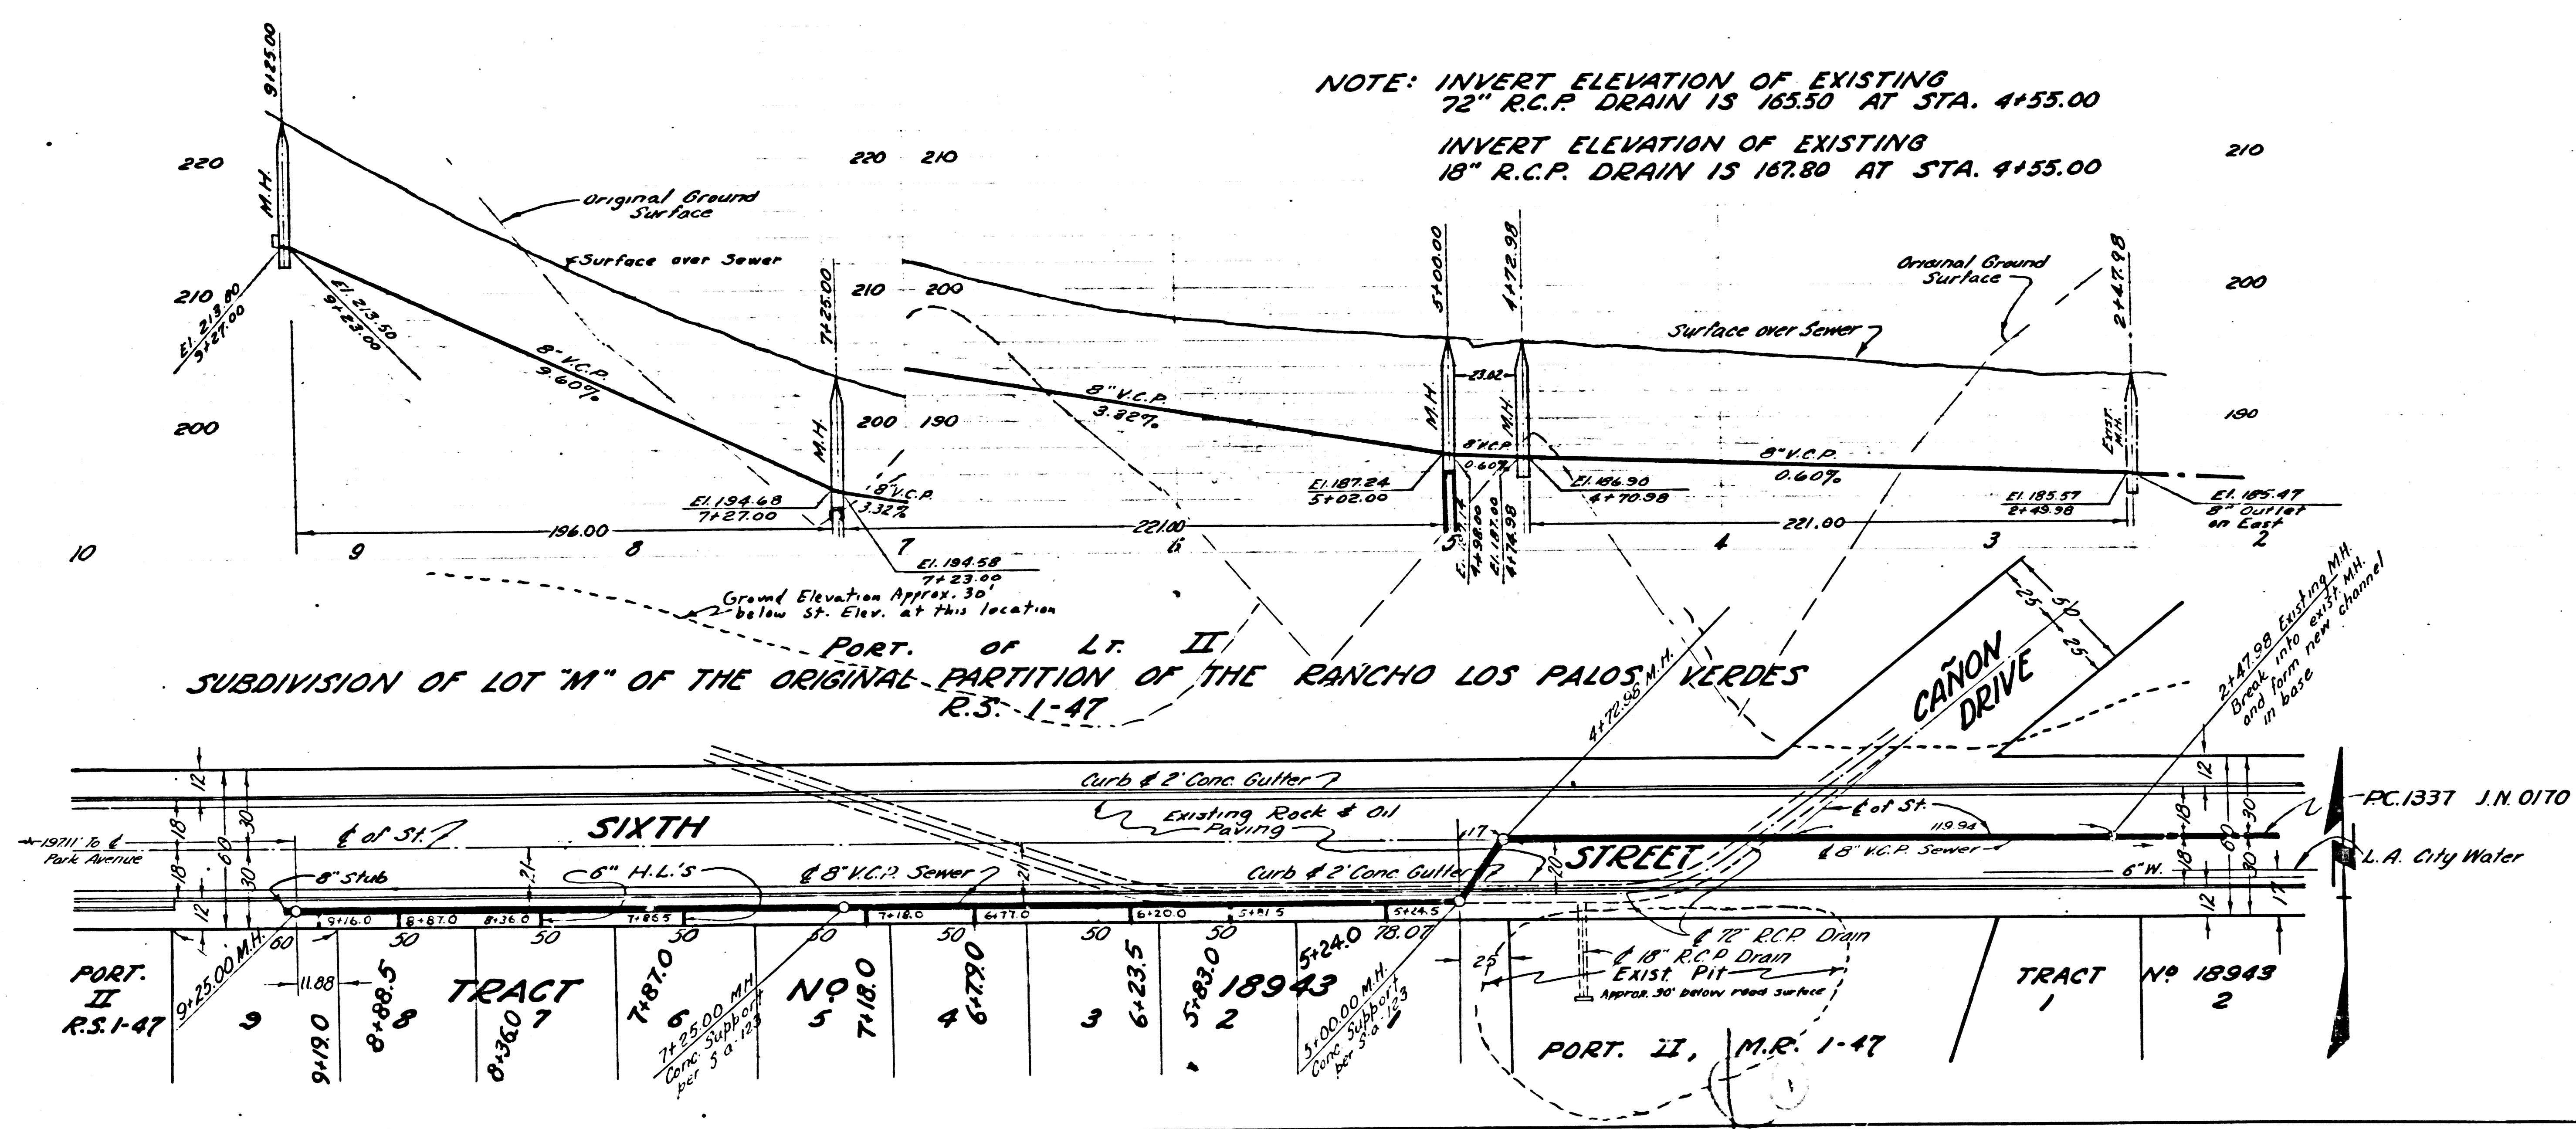 9+25.00
NOTE: INVERT ELEVATION OF EXISTING
72" R.C.P. DRAIN IS 165.50 AT STA. 4+55.00
INVERT ELEVATION OF EXISTING
18" R.C.P. DRAIN IS 167.80 AT STA. 4+55.00
220
220 210
210
M.H.
Original Ground
Surface
Surface over Sewer
7+25.00
5+00.00
4+72.98
Original Ground
Surface
2+47.98
210
210 200
200
El. 213.80
9+27.00
El. 213.50
9+23.00
8" V.C.P.
9.60%
Surface over Sewer
23.02
8" V.C.P.
M.H.
M.H.
M.H.
Exist.
M.H.
200
200 190
190
8" V.C.P.
0.60%
8" V.C.P.
0.60%
El. 194.68
7+27.00
8" V.C.P.
3.32%
El. 187.24
5+02.00
El. 186.90
4+70.98
El. 185.57
2+49.98
El. 185.47
8" Outlet
on East
4+98.00
El. 187.00
4+74.98
196.00
221.00
221.00
10 9 8 7 6 5 4 3 2
El. 194.58
7+23.00
Ground Elevation Approx. 30'
below St. Elev. at this location
PORT. OF LT. II
SUBDIVISION OF LOT "M" OF THE ORIGINAL PARTITION OF THE RANCHO LOS PALOS VERDES
R.S. 1-47
4+72.98 M.H.
CAÑON
DRIVE
25
50
25
2+47.98 Existing M.H.
Break into exist. M.H.
and form new channel
in base
12
Curb & 2' Conc. Gutter
12
18
30
60
Existing Rock & Oil
Paving
SIXTH
℄ of St.
197.11' To ℄
Park Avenue
17
℄ of St.
119.94
18
60
30
P.C. 1337 J.N. 0170
18
30
21
21
20
STREET
℄ 8" V.C.P. Sewer
18
30
17
L.A. City Water
8" Stub
6" H.L's
℄ 8" V.C.P. Sewer
Curb & 2' Conc. Gutter
6" W.
12
12
9+16.0 8+87.0 8+36.0 7+86.5 7+18.0 6+77.0 6+20.0 5+81.5 5+24.5
60 50 50 50 50 50 50 50 78.07
℄ 72" R.C.P. Drain
℄ 18" R.C.P. Drain
Exist. Pit
Approx. 30' below road surface
25
PORT.
II
R.S. 1-47
9+25.00 M.H.
11.88
TRACT Nº 18943
TRACT Nº 18943
9 8 7 6 5 4 3 2 1
1 2
9+19.0 8+88.5 8+36.0 7+87.0 7+18.0 6+79.0 6+23.5 5+83.0 5+24.0
7+25.00 M.H.
Conc. Support
per S-a-123
5+00.00 M.H.
Conc. Support
per S-a-123
PORT. II, M.R. 1-47
1